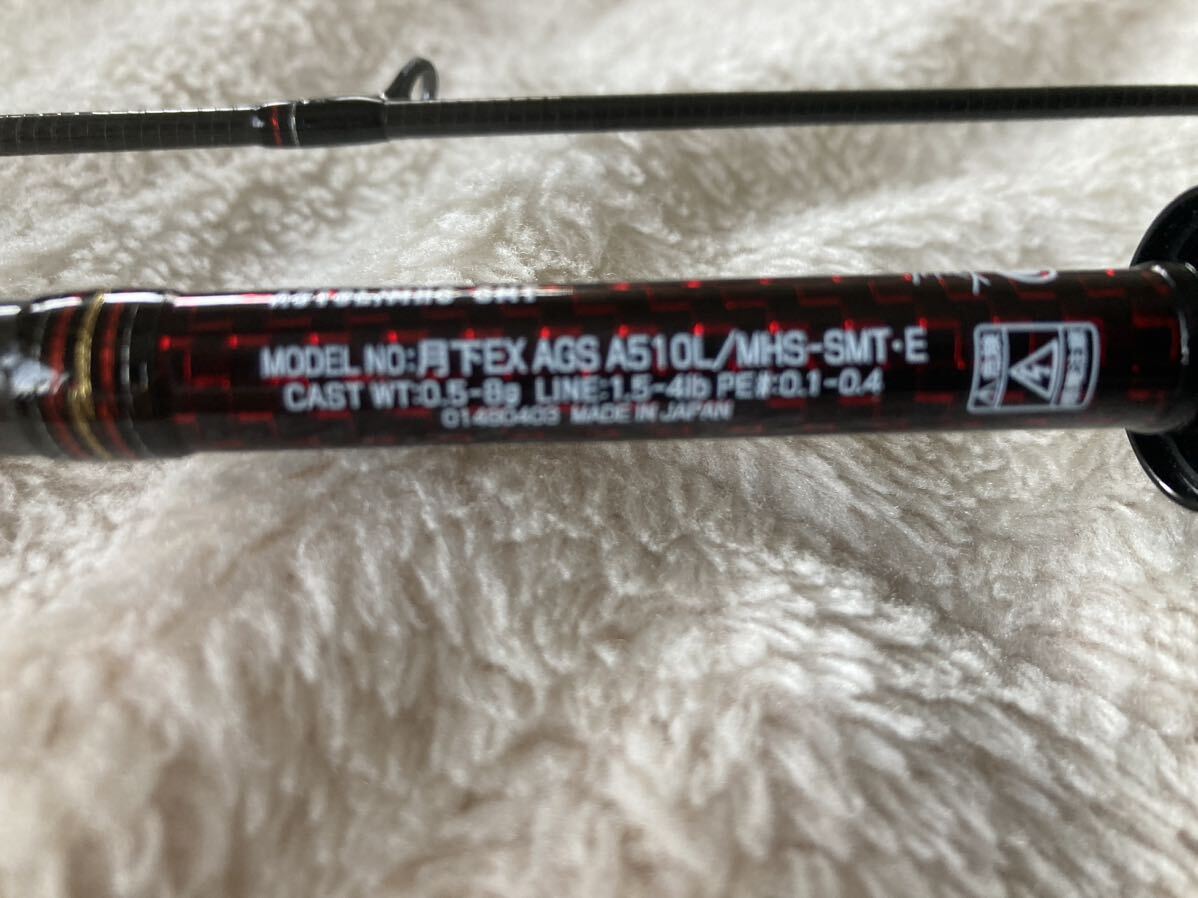 MODEL NO:月下EX AGS A510L/MHS-SMT·E
CAST WT:0.5-8g LINE:1.5-4lb PE#:0.1-0.4
01480403 MADE IN JAPAN